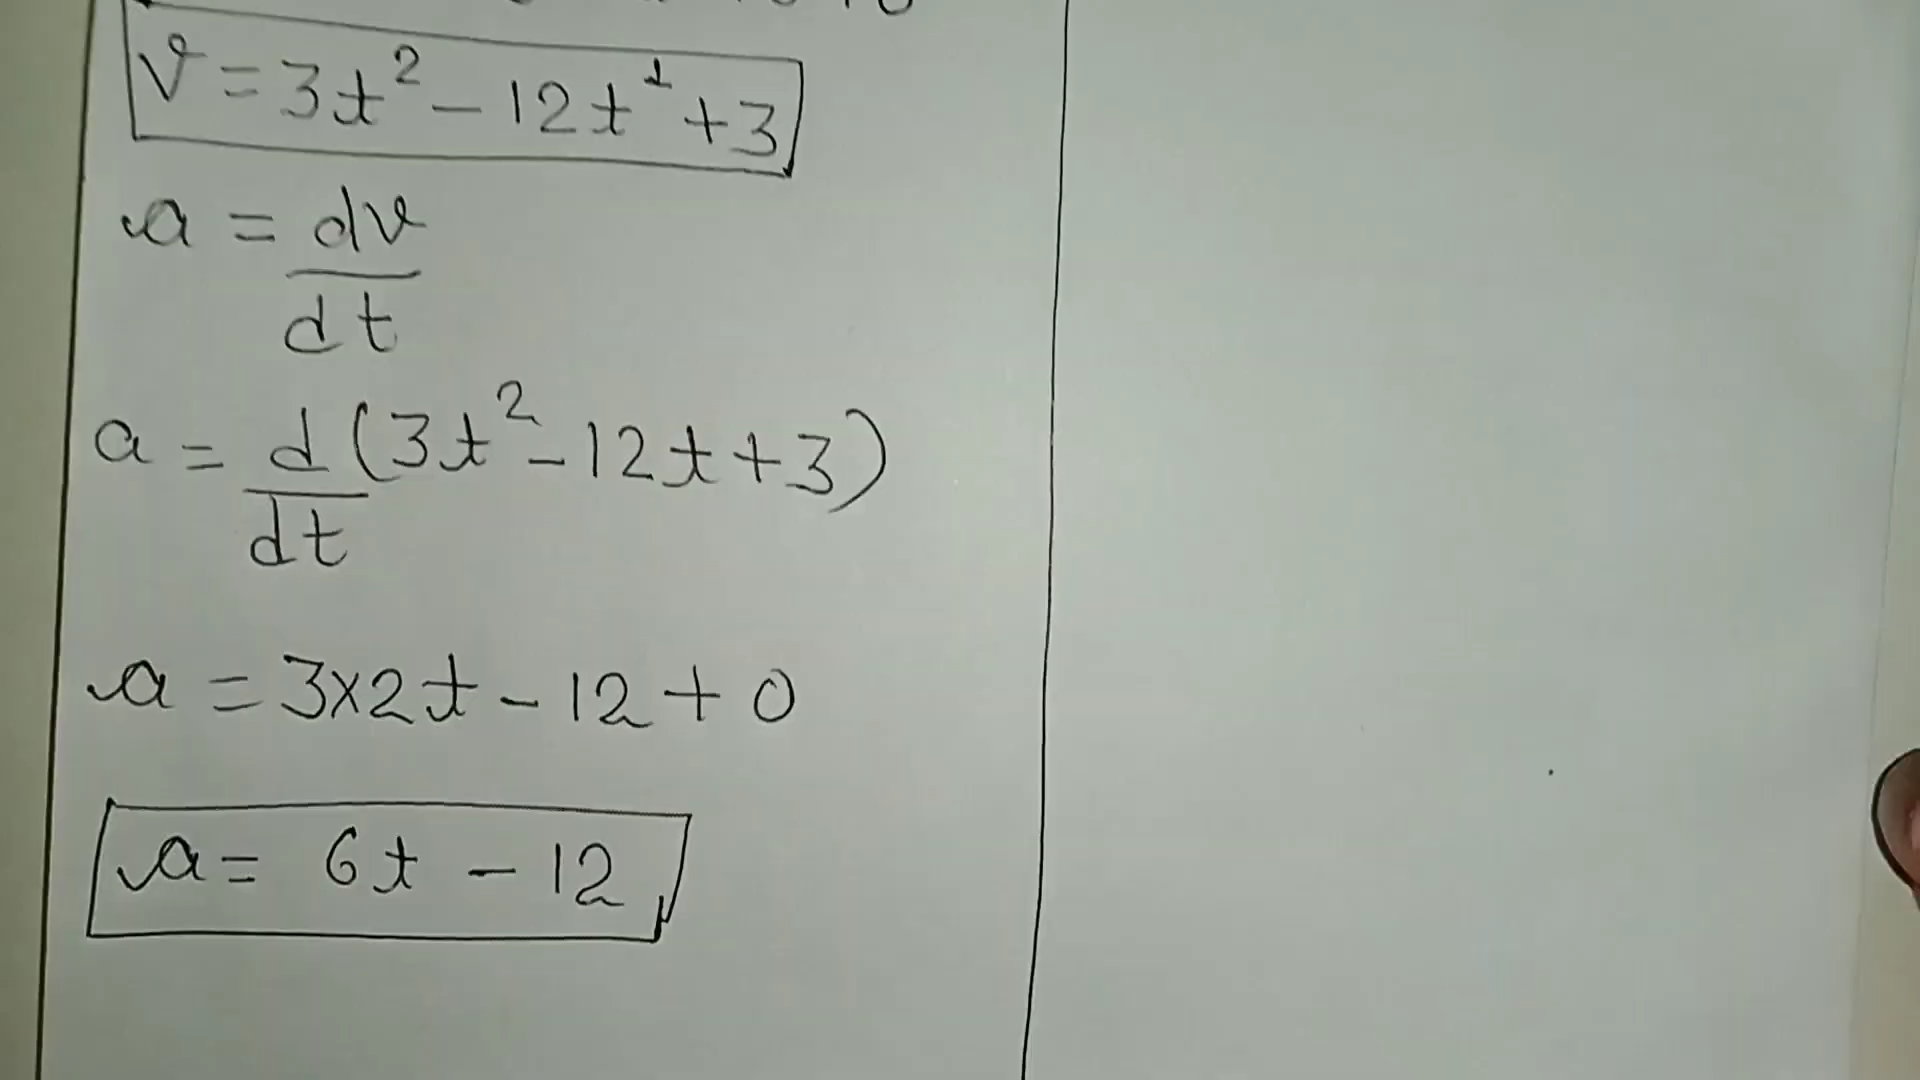 v = 3t² - 12t¹ + 3
a = dv/dt
a = d/dt (3t² - 12t + 3)
a = 3×2t - 12 + 0
a = 6t - 12